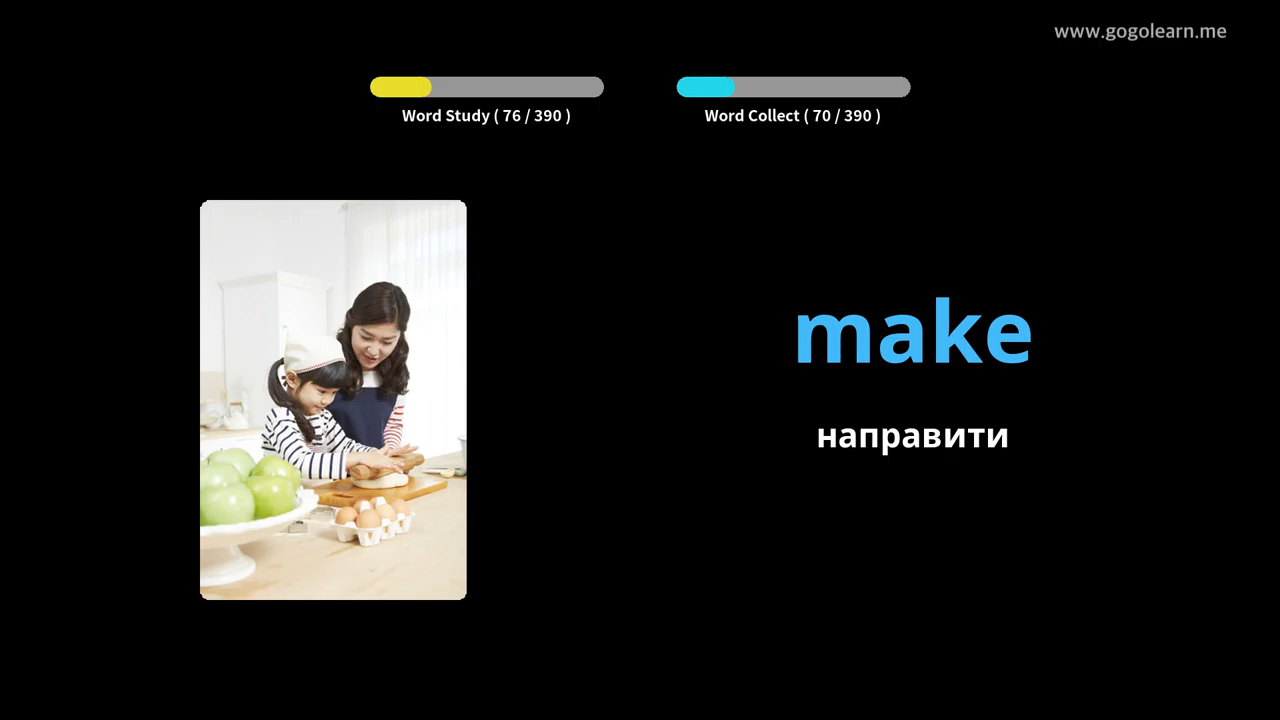 www.gogolearn.me
Word Study ( 76 / 390 )
Word Collect ( 70 / 390 )
make
направити